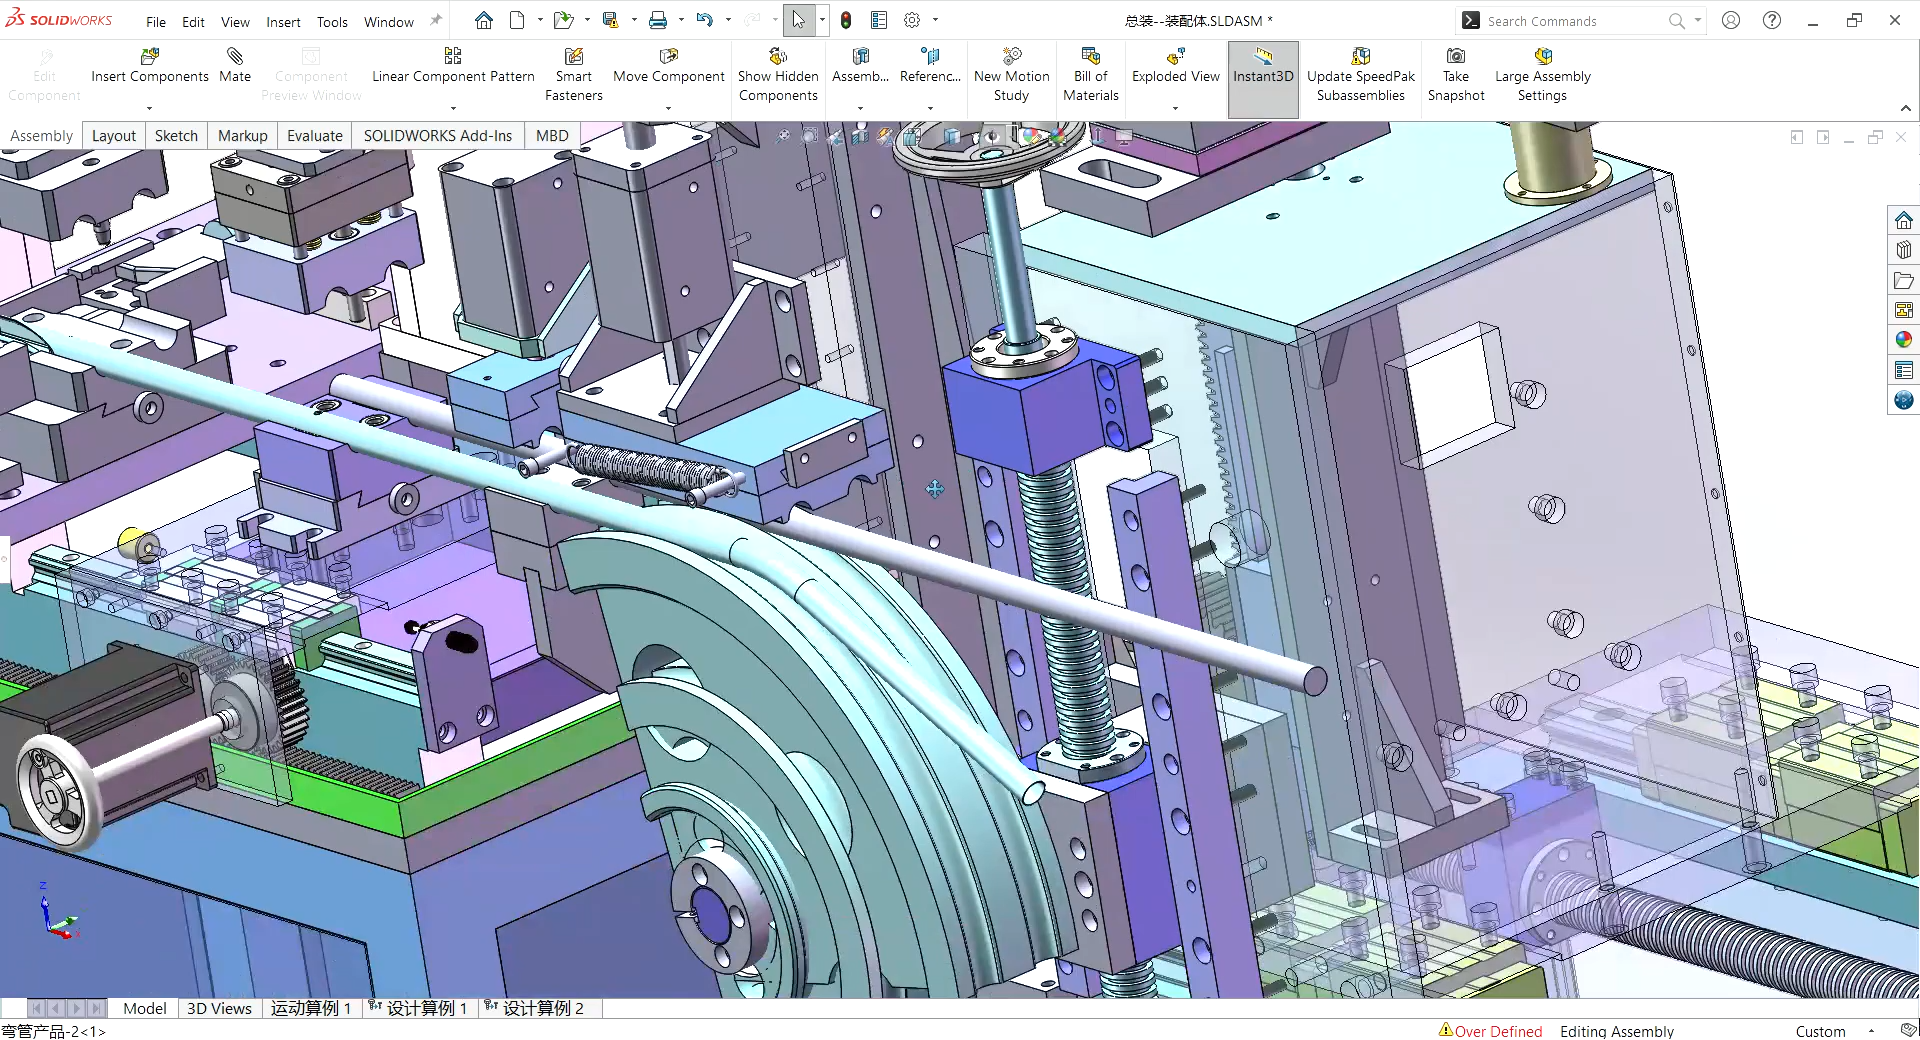 SOLIDWORKS File Edit View Insert Tools Window 总装--装配体.SLDASM * Search Commands
Edit Component
Insert Components
Mate
Component Preview Window
Linear Component Pattern
Smart Fasteners
Move Component
Show Hidden Components
Assemb...
Referenc...
New Motion Study
Bill of Materials
Exploded View
Instant3D
Update SpeedPak Subassemblies
Take Snapshot
Large Assembly Settings
Assembly Layout Sketch Markup Evaluate SOLIDWORKS Add-Ins MBD
Z
Model 3D Views 运动算例 1 设计算例 1 设计算例 2
弯管产品-2<1> Over Defined Editing Assembly Custom